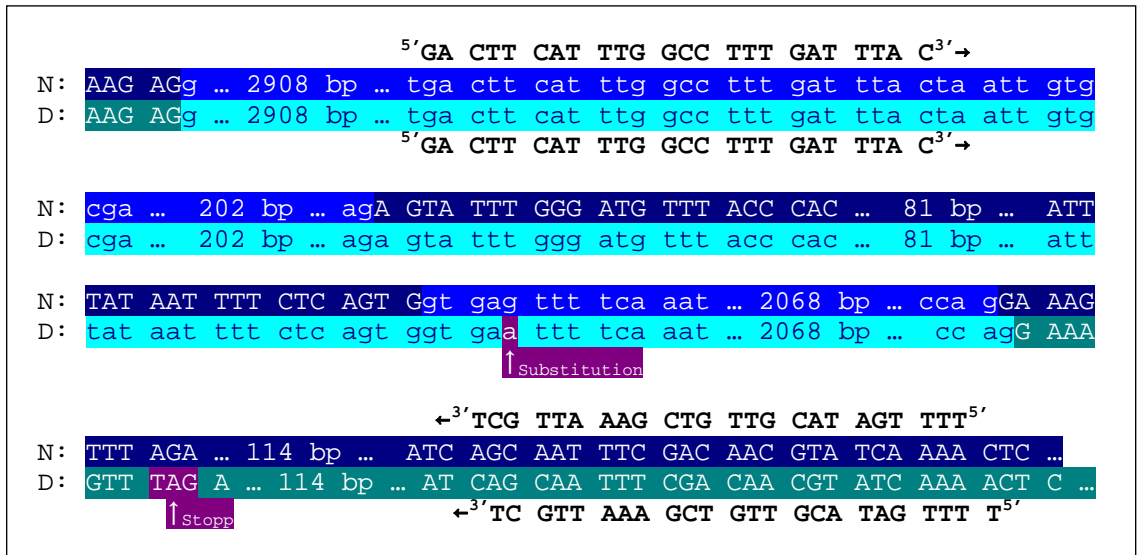 5′GA CTT CAT TTG GCC TTT GAT TTA C3′→
N: AAG AGg … 2908 bp … tga ctt cat ttg gcc ttt gat tta cta att gtg
D: AAG AGg … 2908 bp … tga ctt cat ttg gcc ttt gat tta cta att gtg
5′GA CTT CAT TTG GCC TTT GAT TTA C3′→
N: cga … 202 bp … agA GTA TTT GGG ATG TTT ACC CAC … 81 bp … ATT
D: cga … 202 bp … aga gta ttt ggg atg ttt acc cac … 81 bp … att
N: TAT AAT TTT CTC AGT Ggt gag ttt tca aat … 2068 bp … cca gGA AAG
D: tat aat ttt ctc agt ggt gaa ttt tca aat … 2068 bp … cc agG AAA
↑Substitution
←3′TCG TTA AAG CTG TTG CAT AGT TTT5′
N: TTT AGA … 114 bp … ATC AGC AAT TTC GAC AAC GTA TCA AAA CTC …
D: GTT TAG A … 114 bp … AT CAG CAA TTT CGA CAA CGT ATC AAA ACT C …
←3′TC GTT AAA GCT GTT GCA TAG TTT T5′
↑Stopp